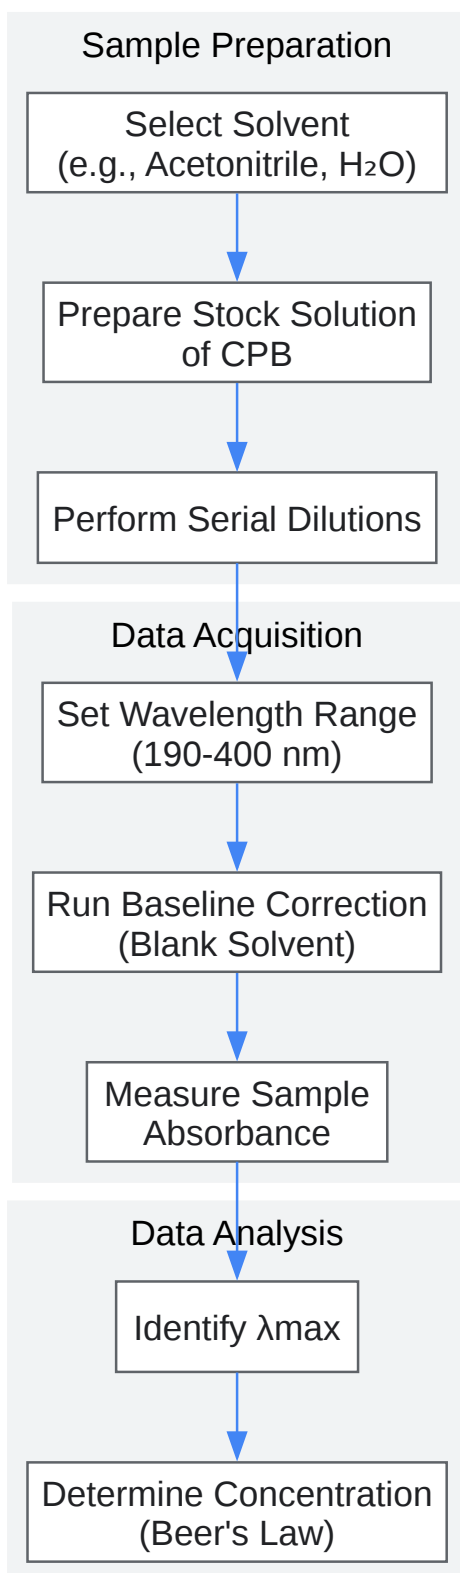 Sample Preparation
Select Solvent
(e.g., Acetonitrile, H₂O)
Prepare Stock Solution
of CPB
Perform Serial Dilutions
Data Acquisition
Set Wavelength Range
(190-400 nm)
Run Baseline Correction
(Blank Solvent)
Measure Sample
Absorbance
Data Analysis
Identify λmax
Determine Concentration
(Beer's Law)